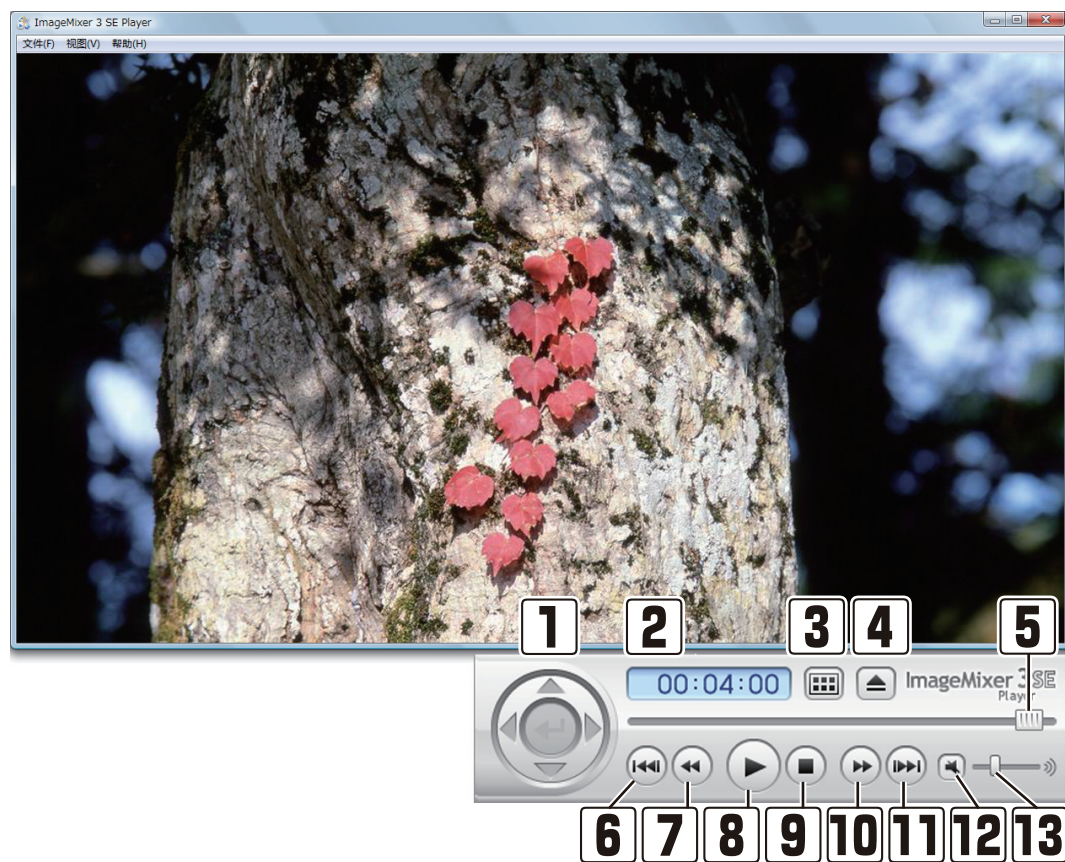 ImageMixer 3 SE Player
文件(F) 视图(V) 帮助(H)
1 2 3 4 5
00:04:00
ImageMixer 3 SE
Player
6 7 8 9 10 11 12 13